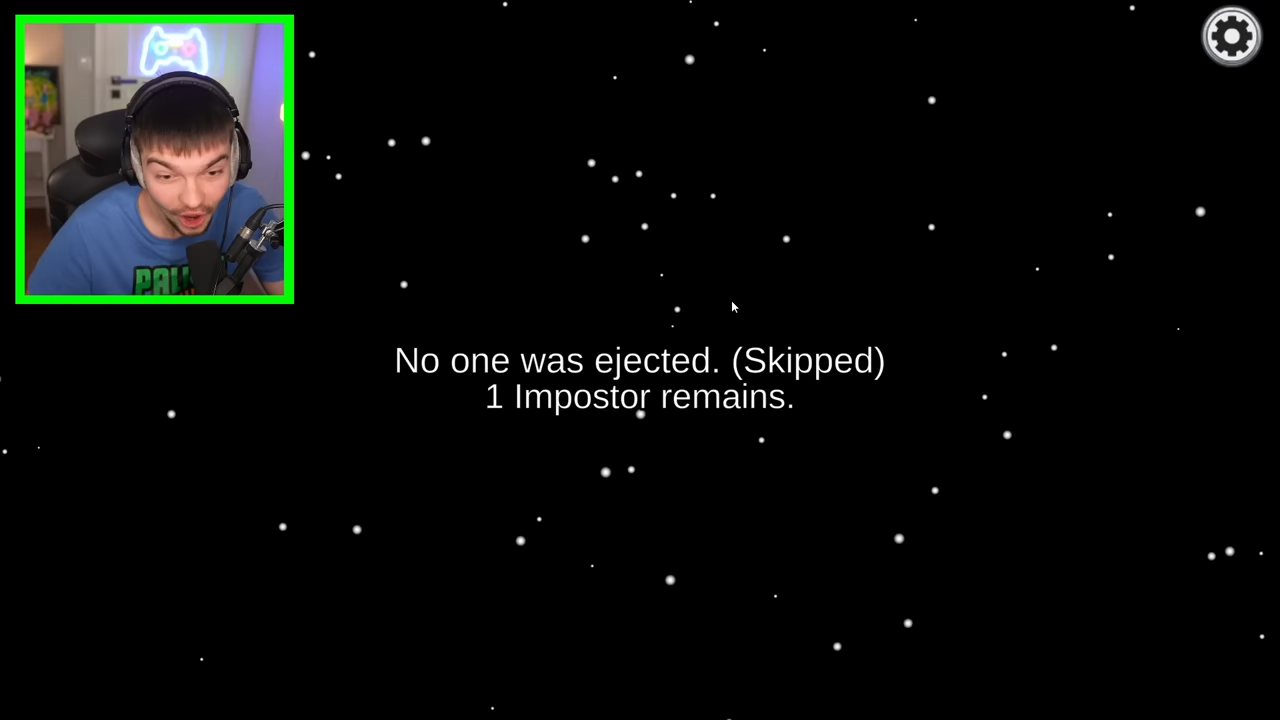 No one was ejected. (Skipped)
1 Impostor remains.